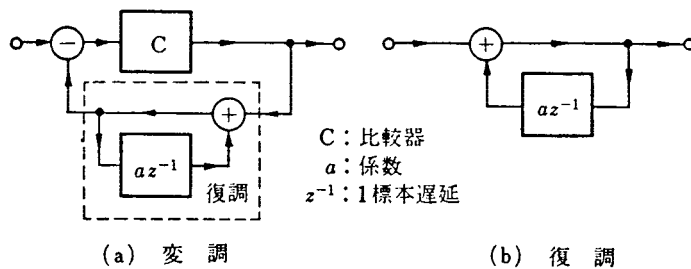 −
C
+
az⁻¹
復調
+
az⁻¹
C：比較器
a：係数
z⁻¹：1標本遅延
(a) 変 調
(b) 復 調